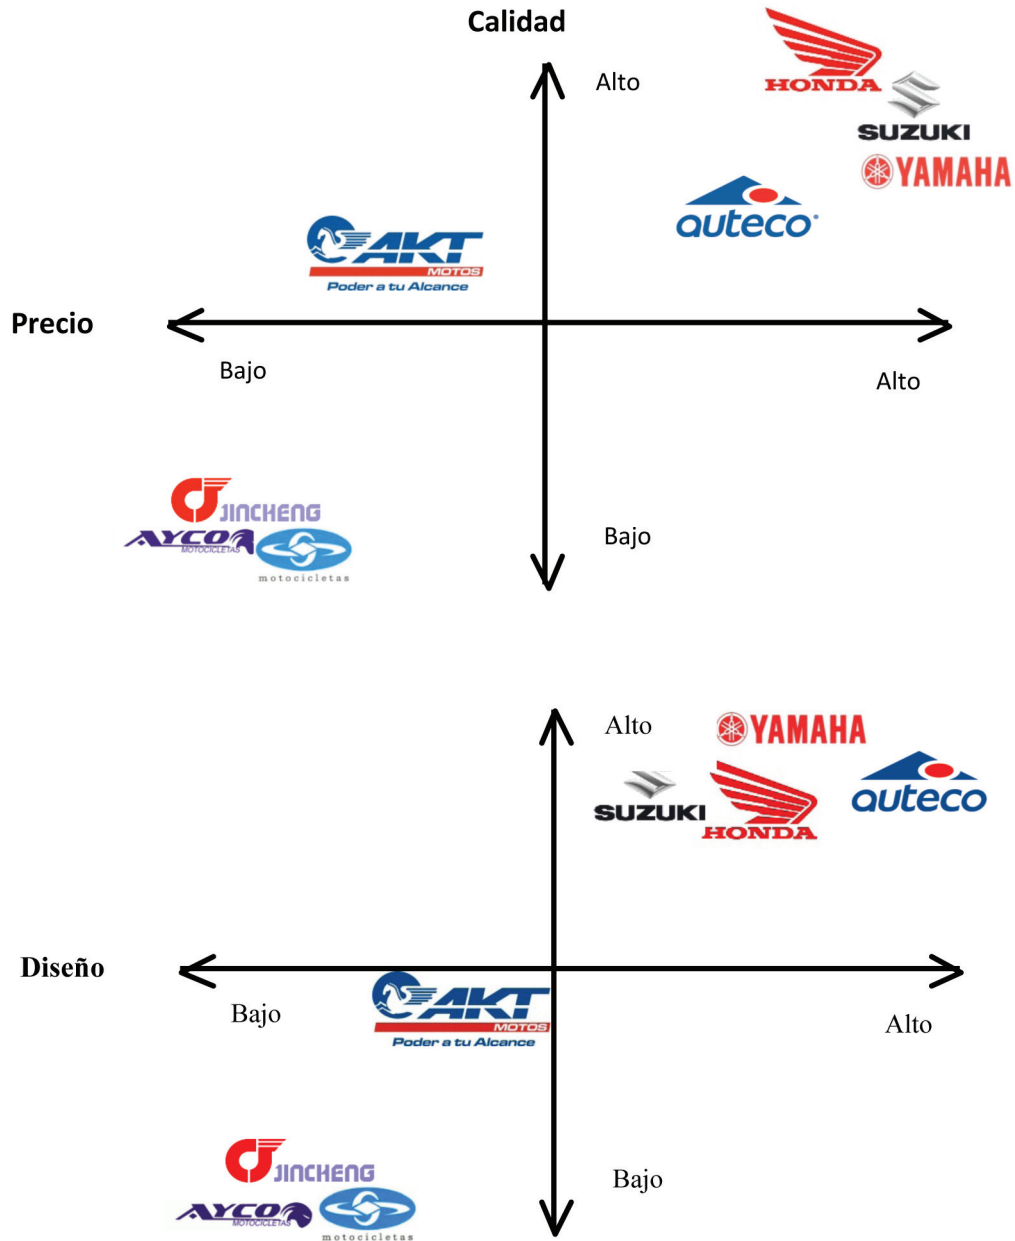 Calidad
Alto
HONDA
SUZUKI
YAMAHA
auteco
AKT
MOTOS
Poder a tu Alcance
Precio
Bajo
Alto
JINCHENG
AYCO
MOTOCICLETAS
motocicletas
Bajo
Alto
YAMAHA
auteco
SUZUKI
HONDA
Diseño
AKT
MOTOS
Poder a tu Alcance
Bajo
Alto
JINCHENG
AYCO
MOTOCICLETAS
motocicletas
Bajo